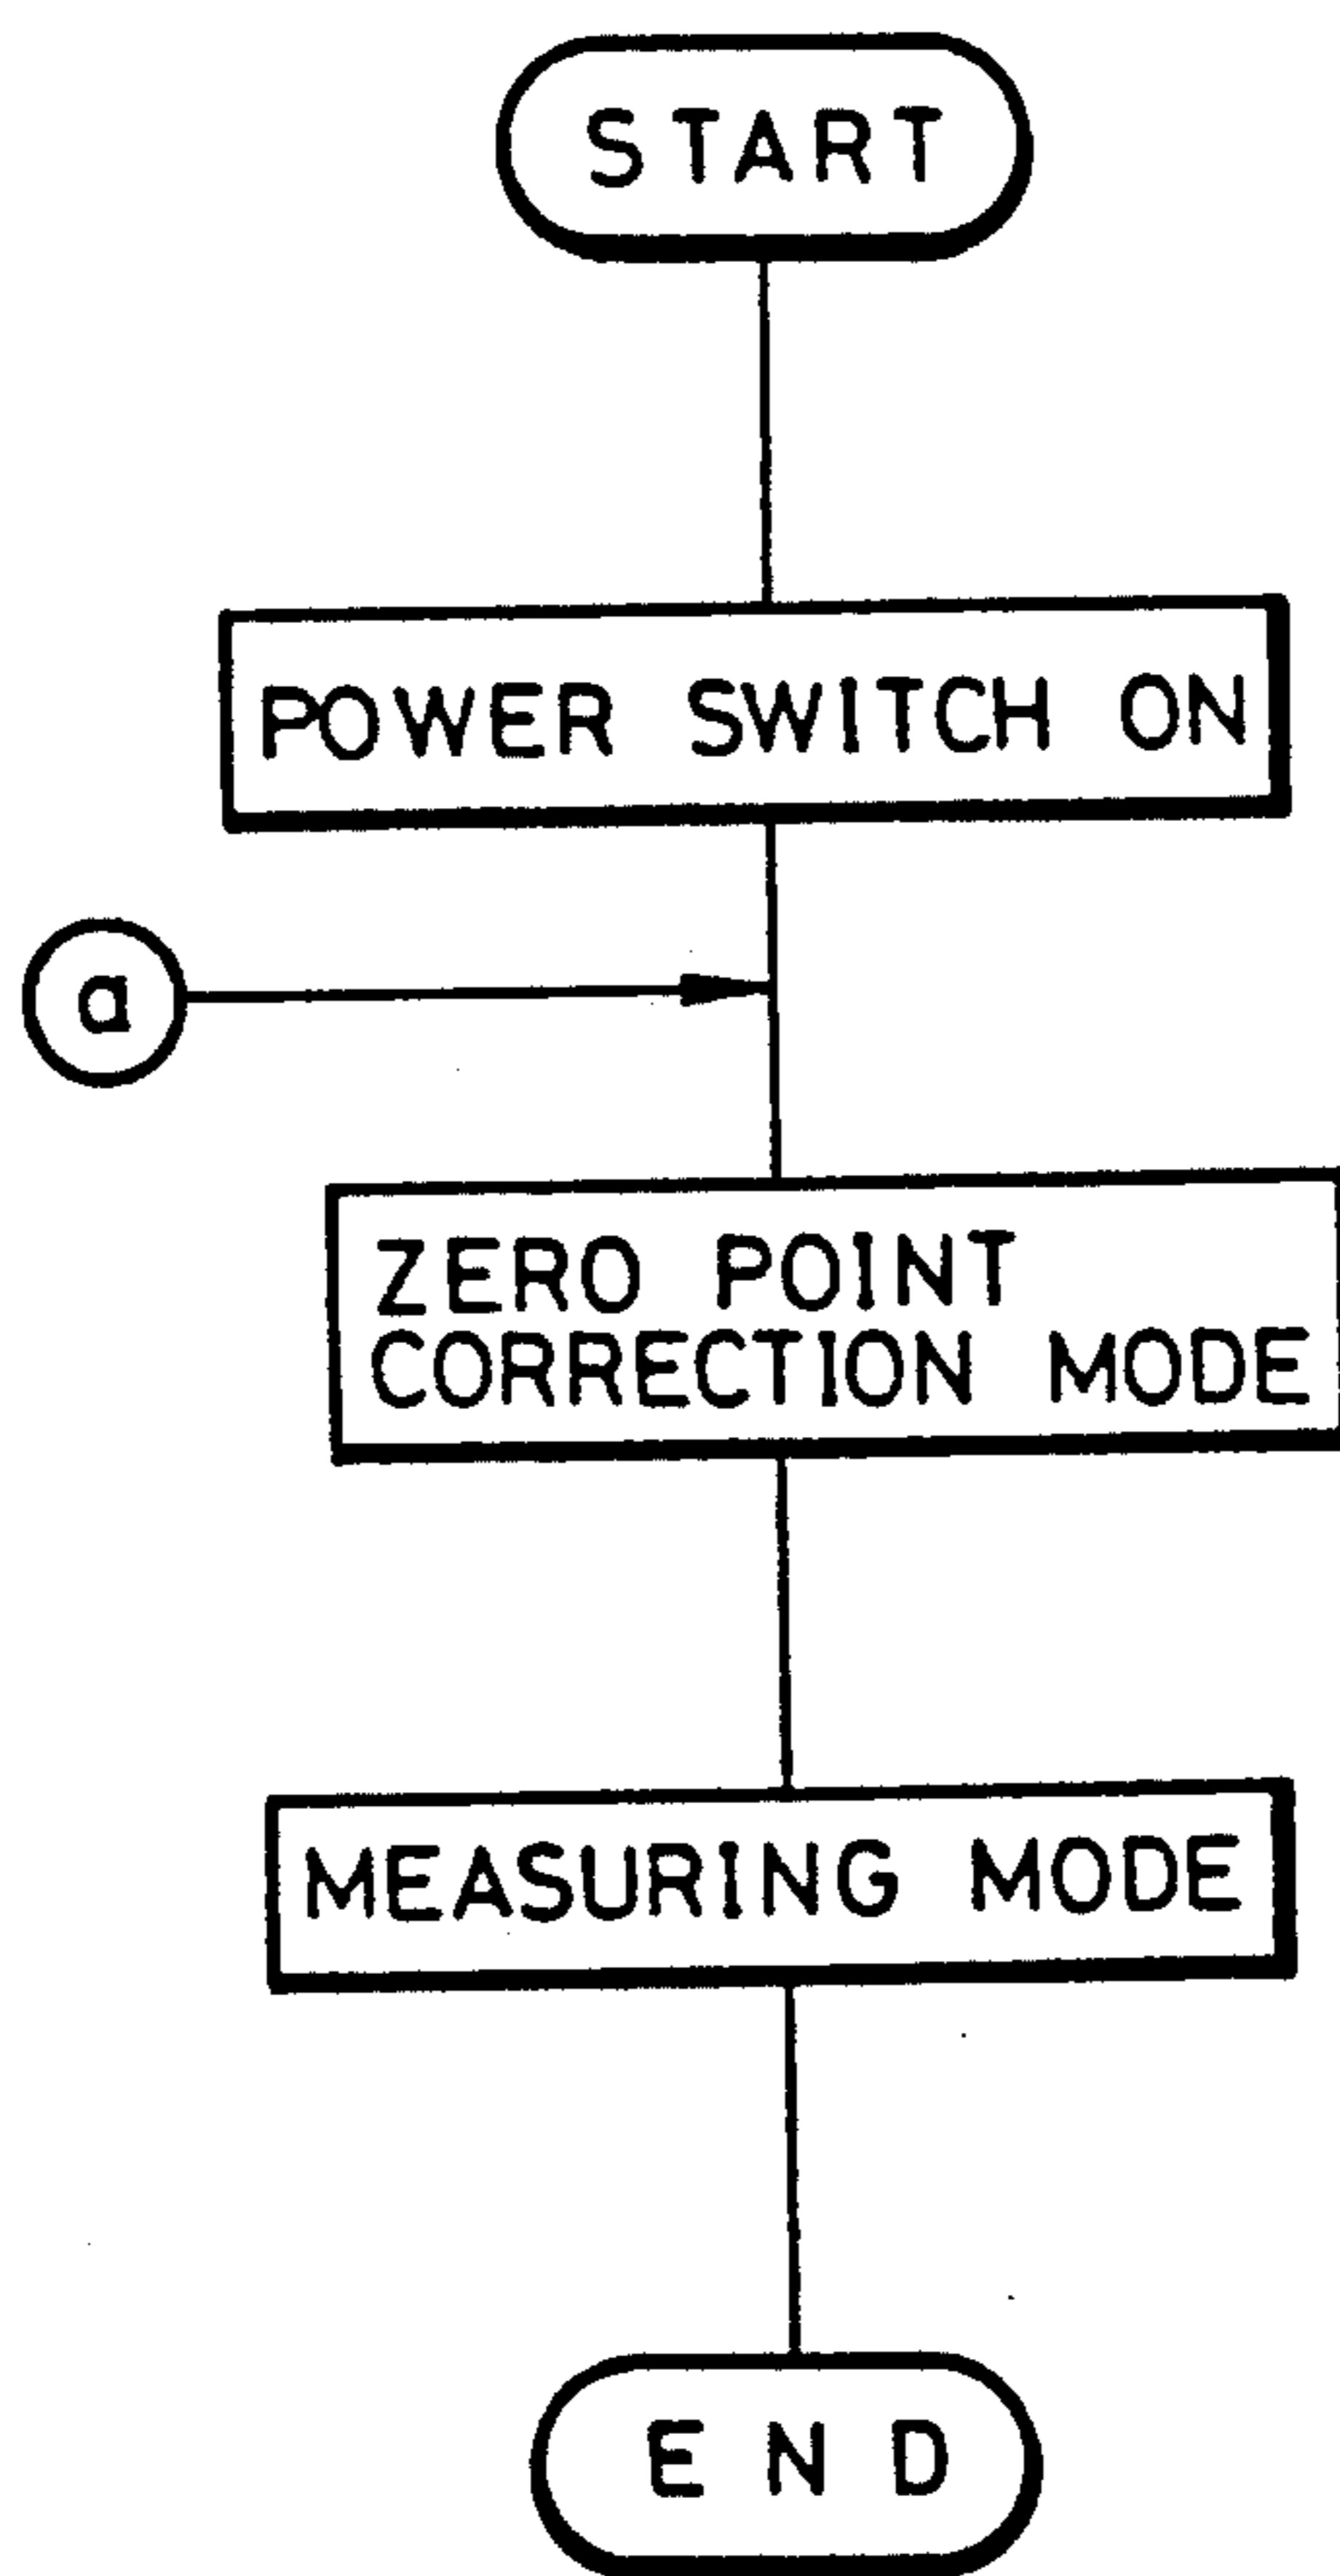 START
POWER SWITCH ON
a
ZERO POINT
CORRECTION MODE
MEASURING MODE
END